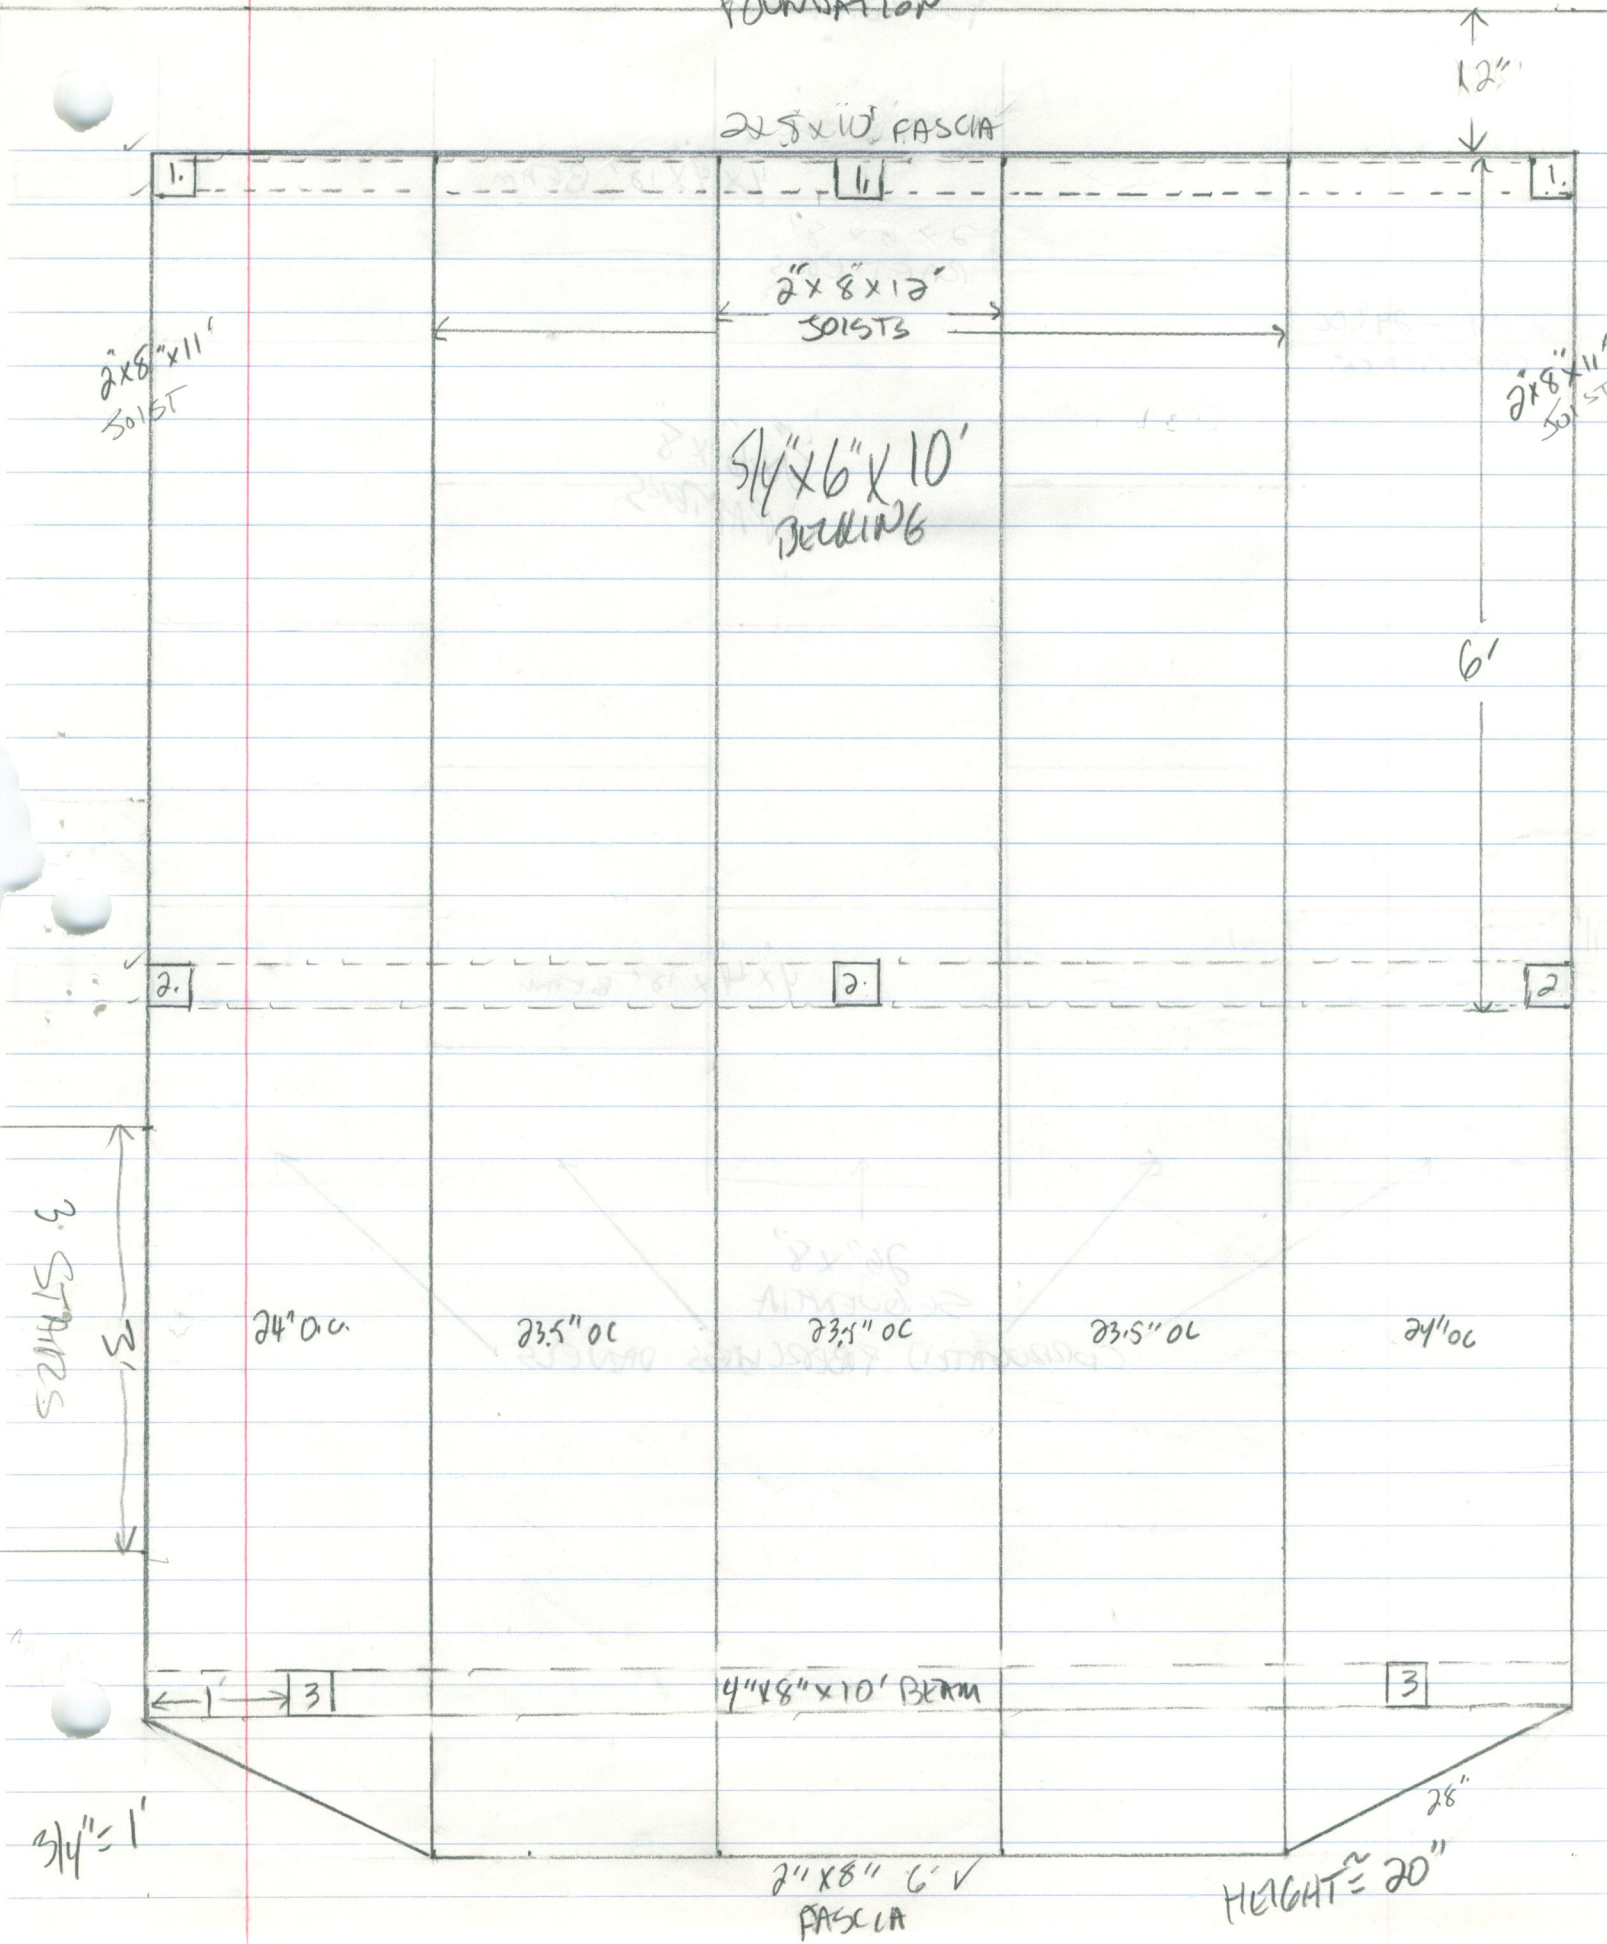 FOUNDATION
12"
2x8x10' FASCIA
1.
1.
1.
2"x8"x12'
JOISTS
2"x8"x11'
JOIST
2"x8"x11'
JOIST
5/4"x6"x10'
DECKING
6'
2.
2.
2
3 STAIRS
3'
24" O.C.
23.5" OC
23.5" OC
23.5" OC
24" OC
1'
3
4"x8"x10' BEAM
3
28"
3/4" = 1'
2"x8" 6' ✓
FASCIA
HEIGHT ≈ 20"